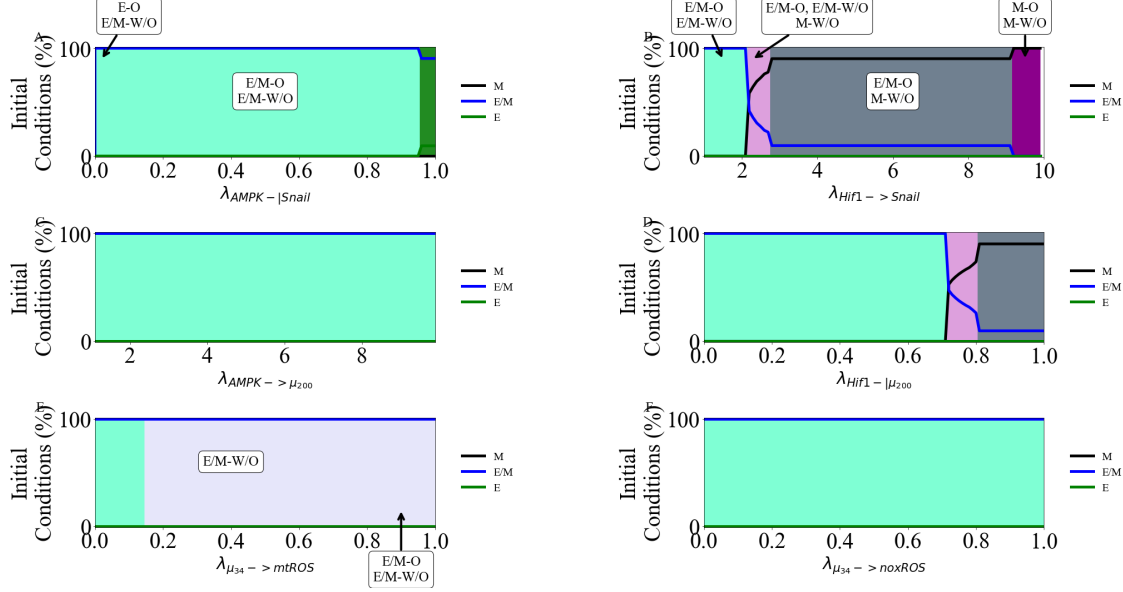 E-O
E/M-W/O
A
Initial
Conditions (%)
100
0
E/M-O
E/M-W/O
M
E/M
E
0.0 0.2 0.4 0.6 0.8 1.0
λAMPK-|Snail
E/M-O
E/M-W/O
E/M-O, E/M-W/O
M-W/O
M-O
M-W/O
B
Initial
Conditions (%)
100
0
E/M-O
M-W/O
M
E/M
E
2 4 6 8 10
λHif1->Snail
C
Initial
Conditions (%)
100
0
M
E/M
E
2 4 6 8
λAMPK->μ200
D
Initial
Conditions (%)
100
0
M
E/M
E
0.0 0.2 0.4 0.6 0.8 1.0
λHif1-|μ200
E
Initial
Conditions (%)
100
0
E/M-W/O
M
E/M
E
0.0 0.2 0.4 0.6 0.8 1.0
λμ34->mtROS
E/M-O
E/M-W/O
F
Initial
Conditions (%)
100
0
M
E/M
E
0.0 0.2 0.4 0.6 0.8 1.0
λμ34->noxROS